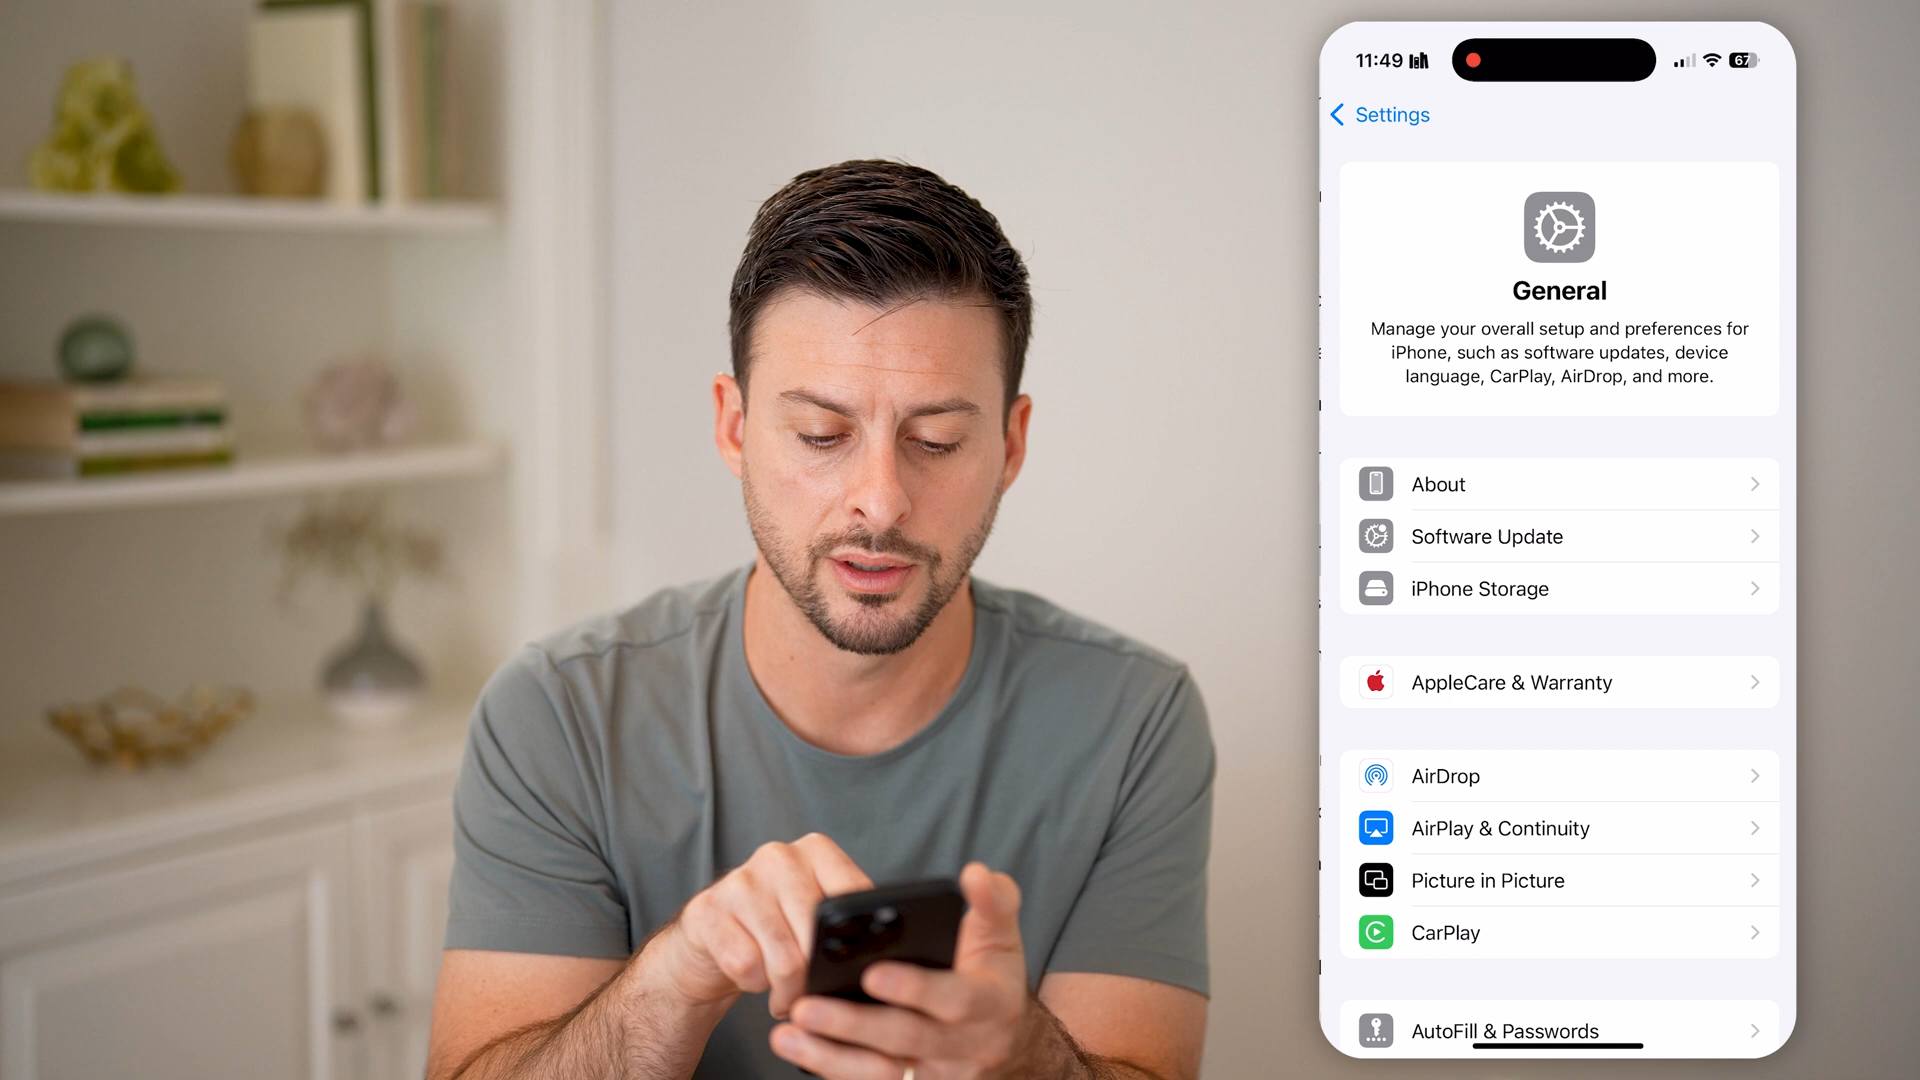 11:49
67
Settings
General
Manage your overall setup and preferences for
iPhone, such as software updates, device
language, CarPlay, AirDrop, and more.
About
Software Update
iPhone Storage
AppleCare & Warranty
AirDrop
AirPlay & Continuity
Picture in Picture
CarPlay
AutoFill & Passwords